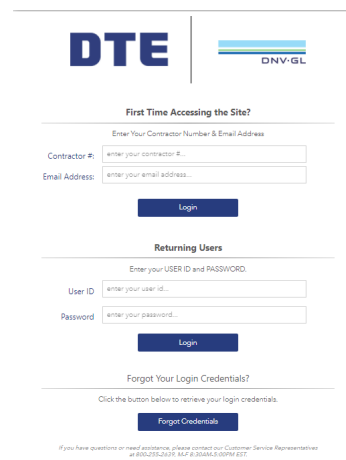 DTE
DNV·GL
First Time Accessing the Site?
Enter Your Contractor Number & Email Address
Contractor #: enter your contractor #...
Email Address: enter your email address...
Login
Returning Users
Enter your USER ID and PASSWORD.
User ID enter your user id...
Password enter your password...
Login
Forgot Your Login Credentials?
Click the button below to retrieve your login credentials.
Forgot Credentials
If you have questions or need assistance, please contact our Customer Service Representatives
at 800-255-2639, M-F 8:30AM-5:00PM EST.